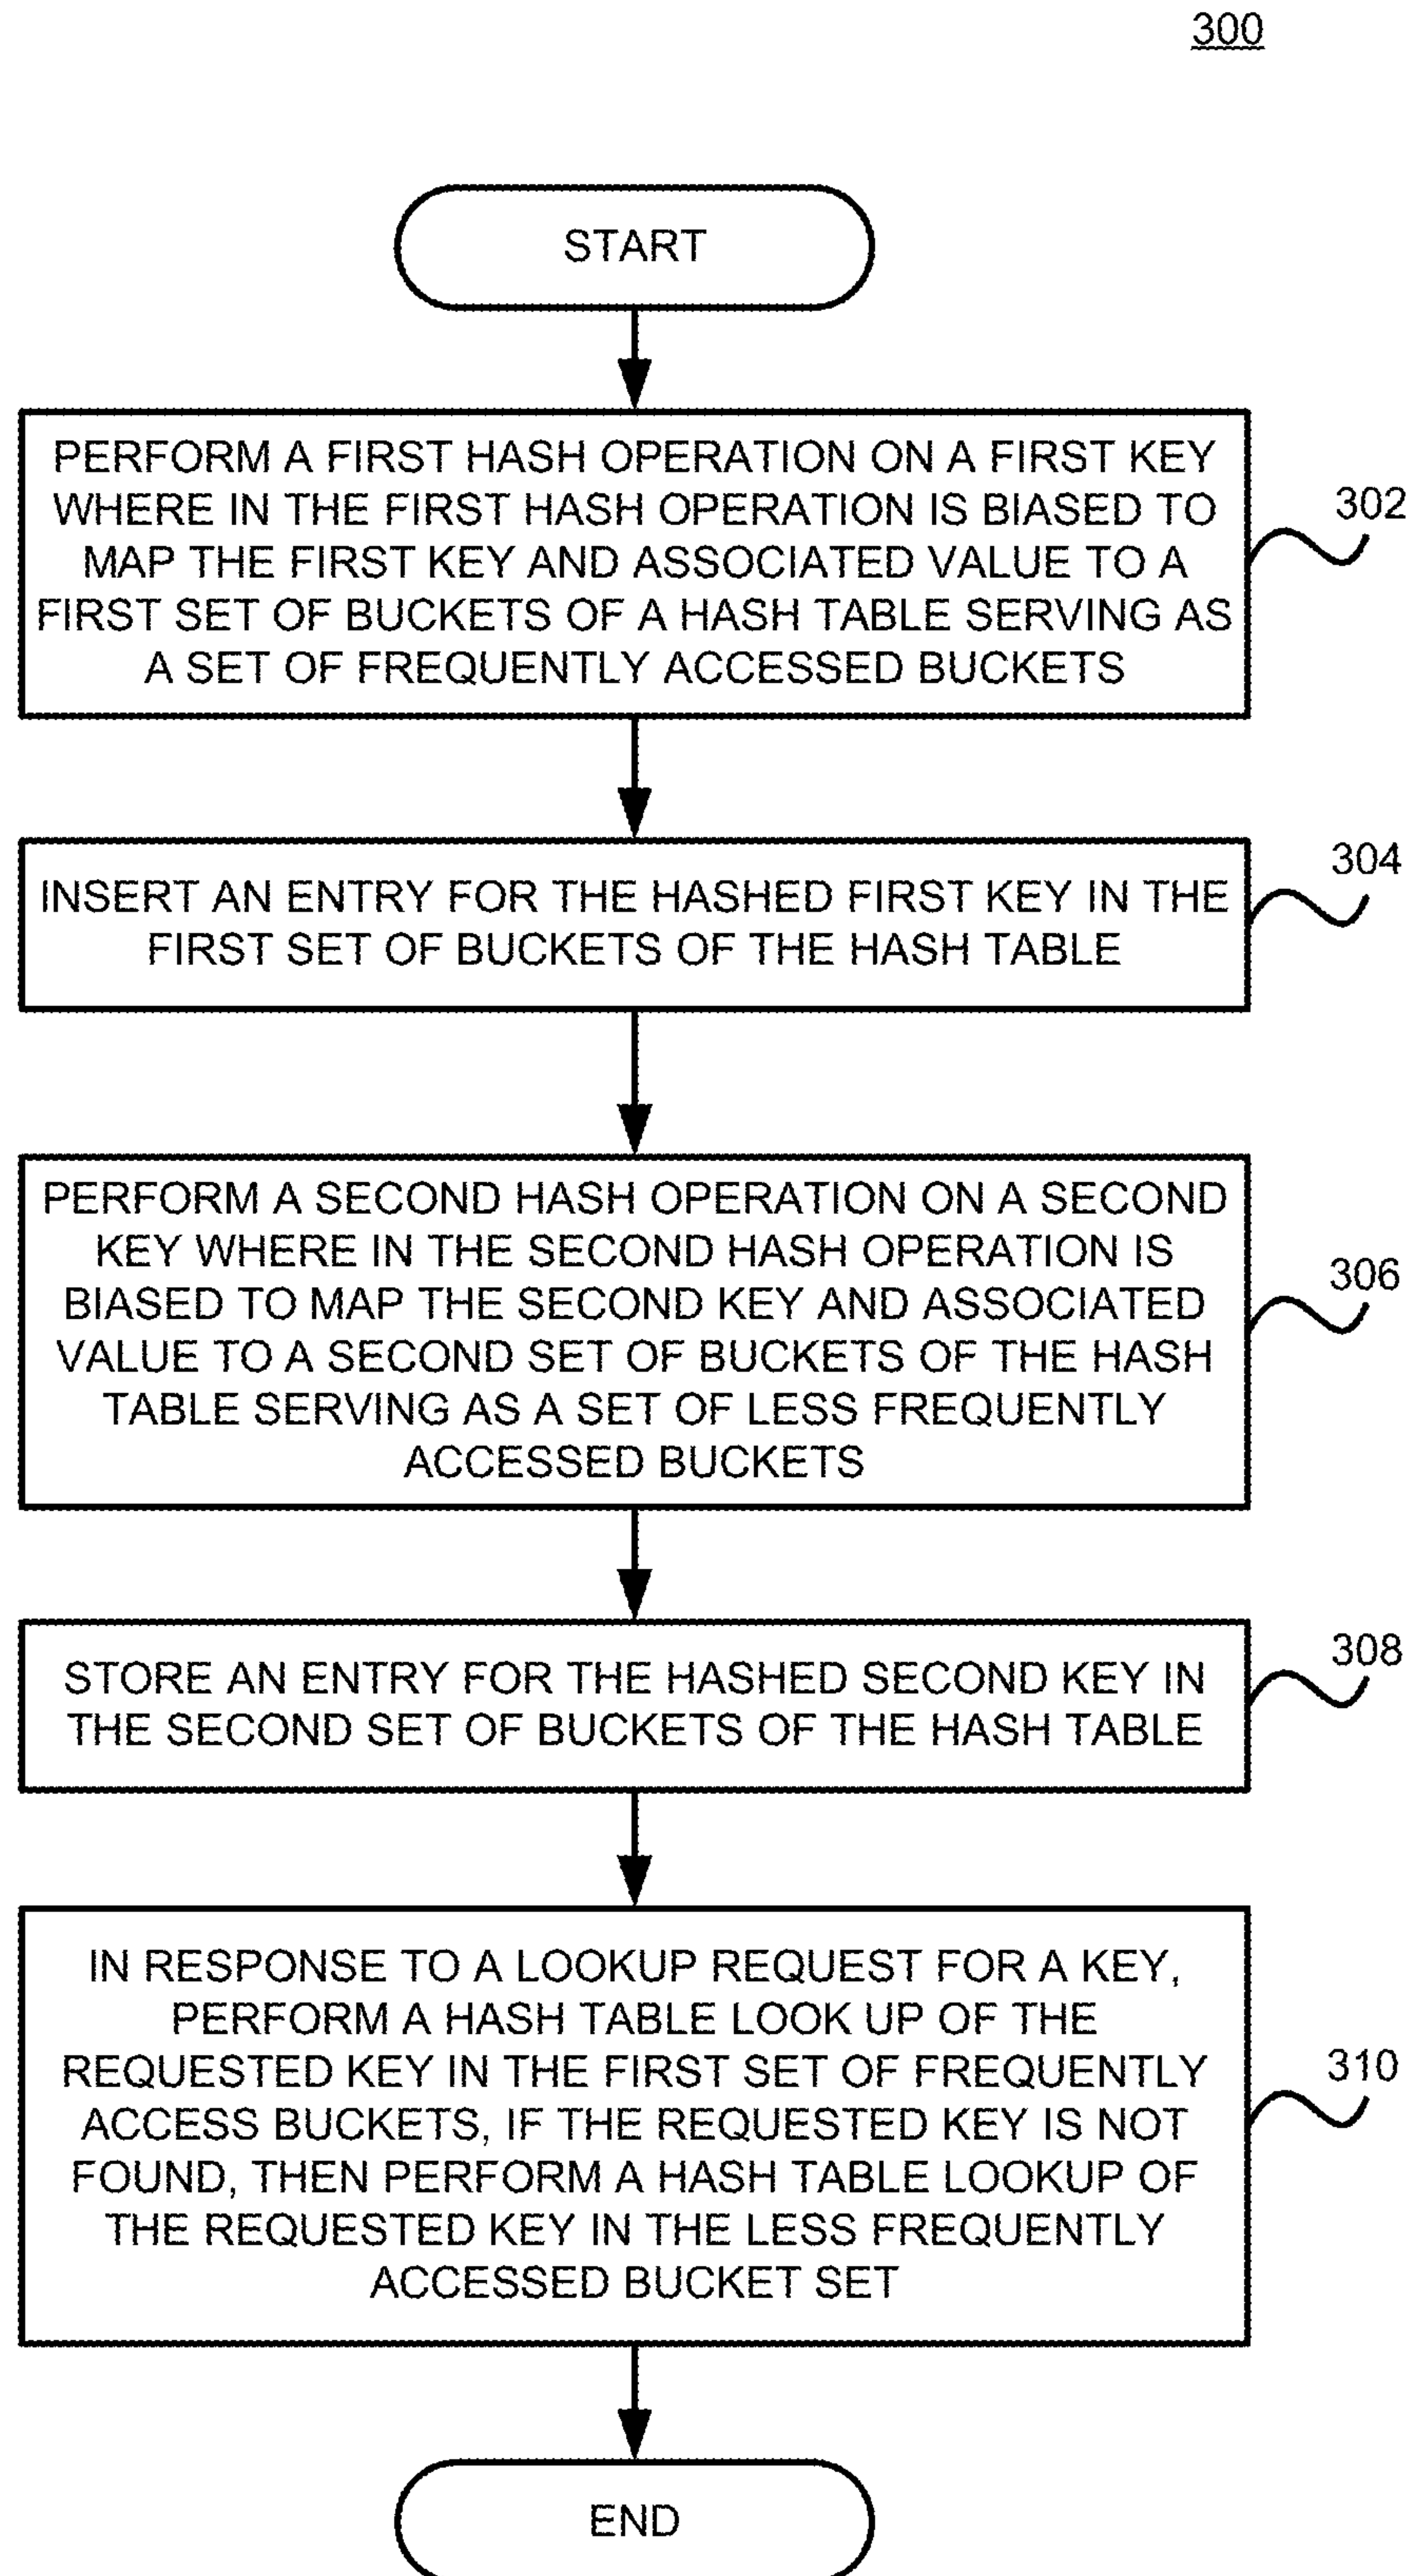 300
START
PERFORM A FIRST HASH OPERATION ON A FIRST KEY
WHERE IN THE FIRST HASH OPERATION IS BIASED TO
MAP THE FIRST KEY AND ASSOCIATED VALUE TO A
FIRST SET OF BUCKETS OF A HASH TABLE SERVING AS
A SET OF FREQUENTLY ACCESSED BUCKETS
302
INSERT AN ENTRY FOR THE HASHED FIRST KEY IN THE
FIRST SET OF BUCKETS OF THE HASH TABLE
304
PERFORM A SECOND HASH OPERATION ON A SECOND
KEY WHERE IN THE SECOND HASH OPERATION IS
BIASED TO MAP THE SECOND KEY AND ASSOCIATED
VALUE TO A SECOND SET OF BUCKETS OF THE HASH
TABLE SERVING AS A SET OF LESS FREQUENTLY
ACCESSED BUCKETS
306
STORE AN ENTRY FOR THE HASHED SECOND KEY IN
THE SECOND SET OF BUCKETS OF THE HASH TABLE
308
IN RESPONSE TO A LOOKUP REQUEST FOR A KEY,
PERFORM A HASH TABLE LOOK UP OF THE
REQUESTED KEY IN THE FIRST SET OF FREQUENTLY
ACCESS BUCKETS, IF THE REQUESTED KEY IS NOT
FOUND, THEN PERFORM A HASH TABLE LOOKUP OF
THE REQUESTED KEY IN THE LESS FREQUENTLY
ACCESSED BUCKET SET
310
END